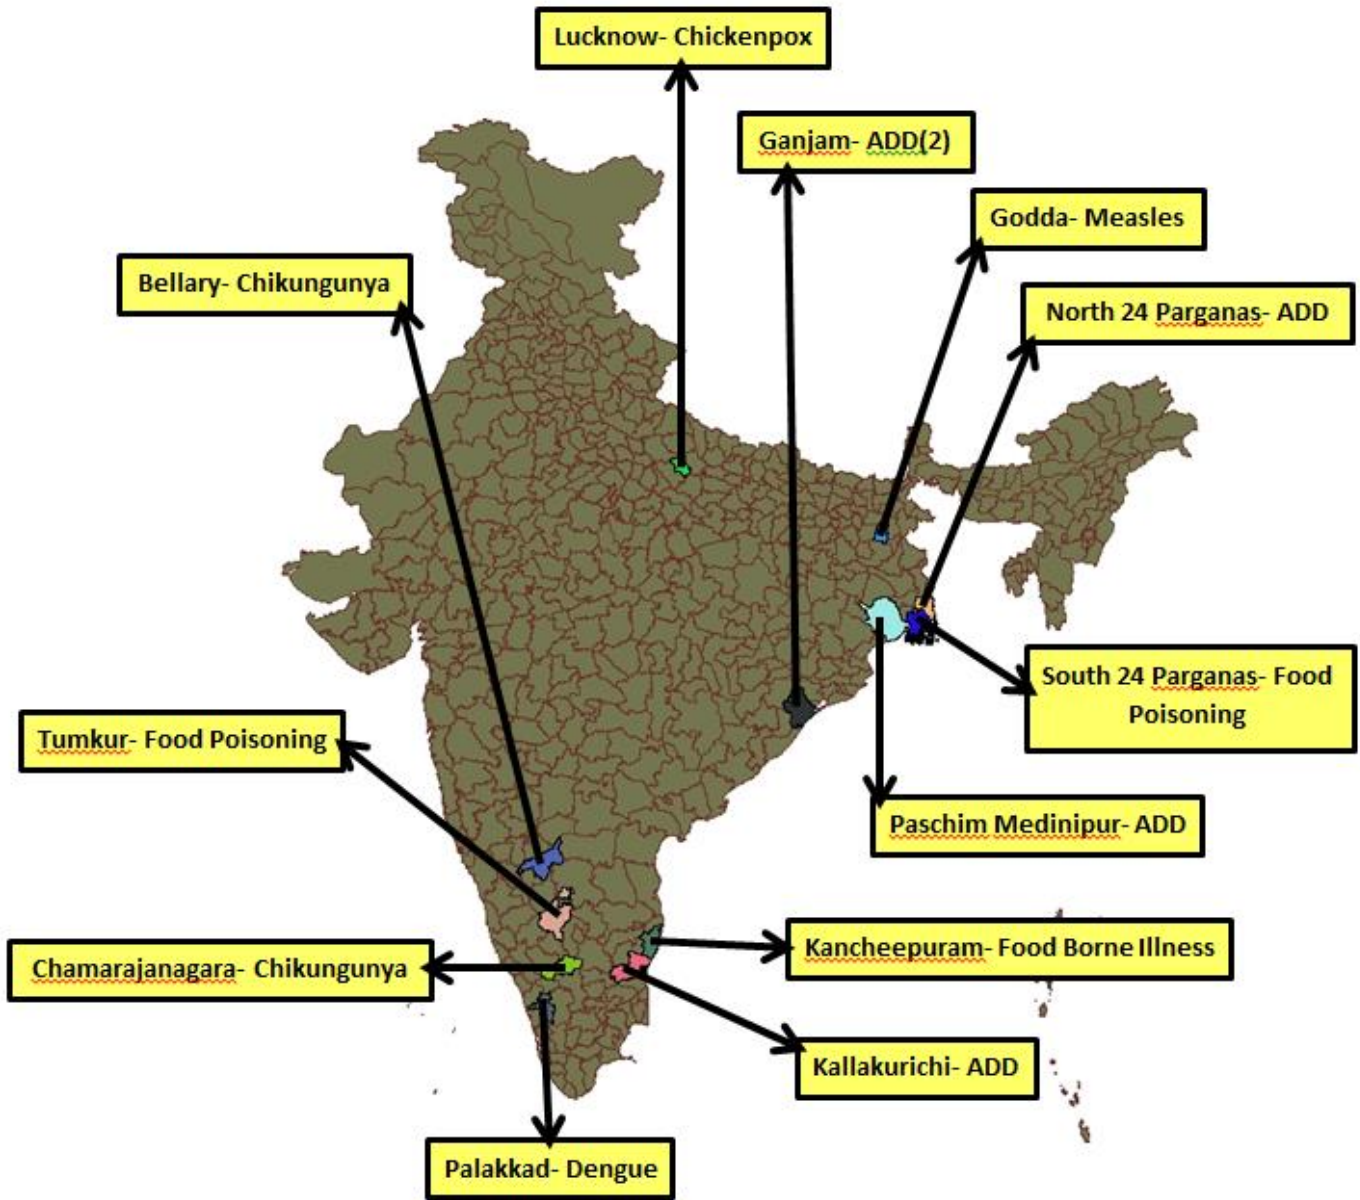 Lucknow- Chickenpox
Ganjam- ADD(2)
Godda- Measles
Bellary- Chikungunya
North 24 Parganas- ADD
South 24 Parganas- Food
Poisoning
Tumkur- Food Poisoning
Paschim Medinipur- ADD
Kancheepuram- Food Borne Illness
Chamarajanagara- Chikungunya
Kallakurichi- ADD
Palakkad- Dengue